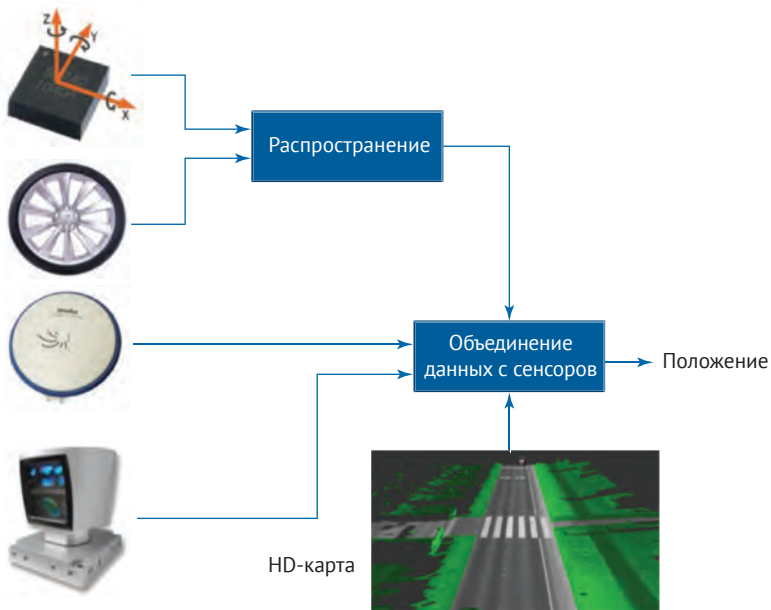 Z
Y
X
Распространение
Объединение
данных с сенсоров
Положение
HD-карта